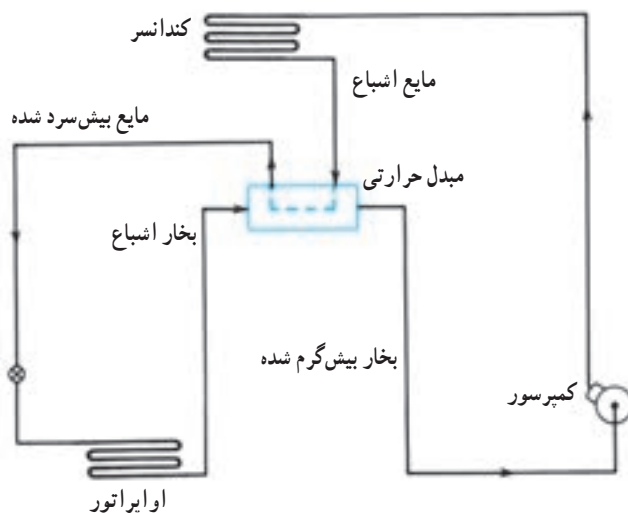 کندانسر
مایع اشباع
مایع بیش‌سرد شده
مبدل حرارتی
بخار اشباع
بخار بیش‌گرم شده
کمپرسور
اواپراتور